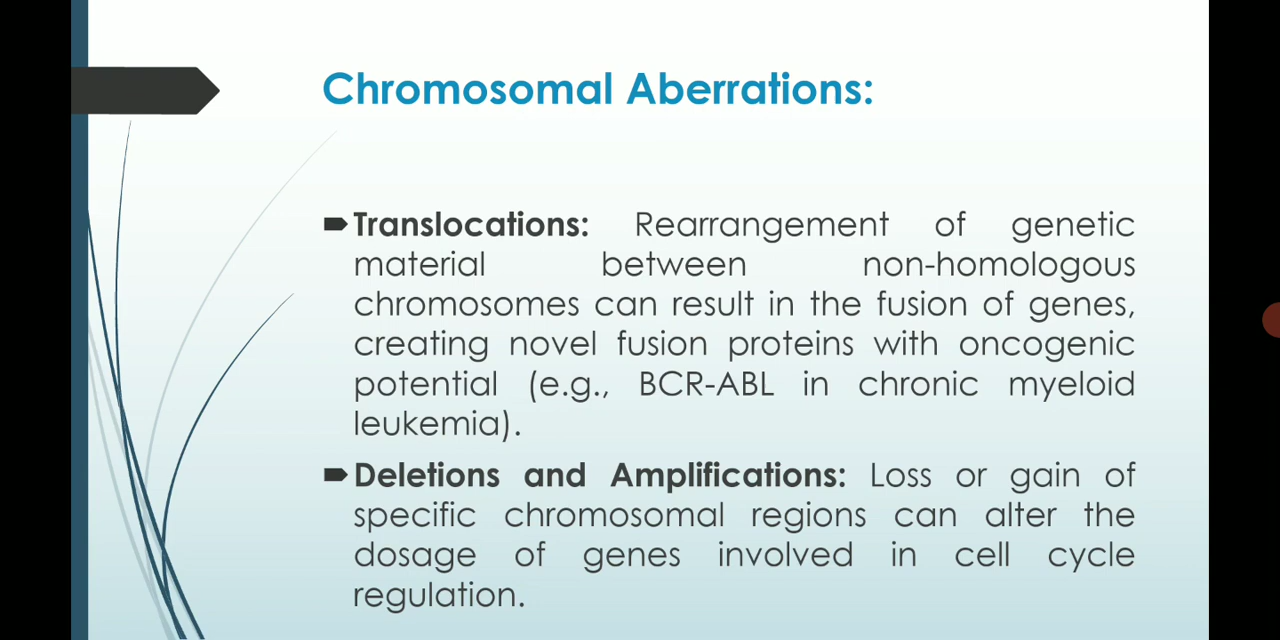 Chromosomal Aberrations:
Translocations: Rearrangement of genetic
material between non-homologous
chromosomes can result in the fusion of genes,
creating novel fusion proteins with oncogenic
potential (e.g., BCR-ABL in chronic myeloid
leukemia).
Deletions and Amplifications: Loss or gain of
specific chromosomal regions can alter the
dosage of genes involved in cell cycle
regulation.